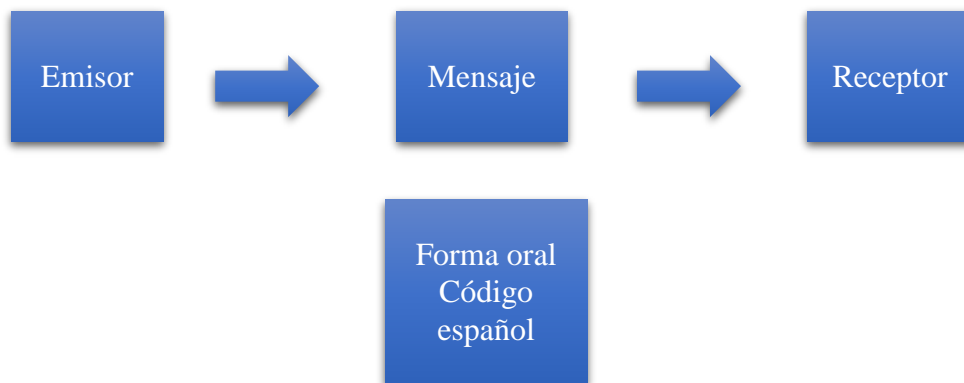 Emisor
Mensaje
Receptor
Forma oral
Código
español